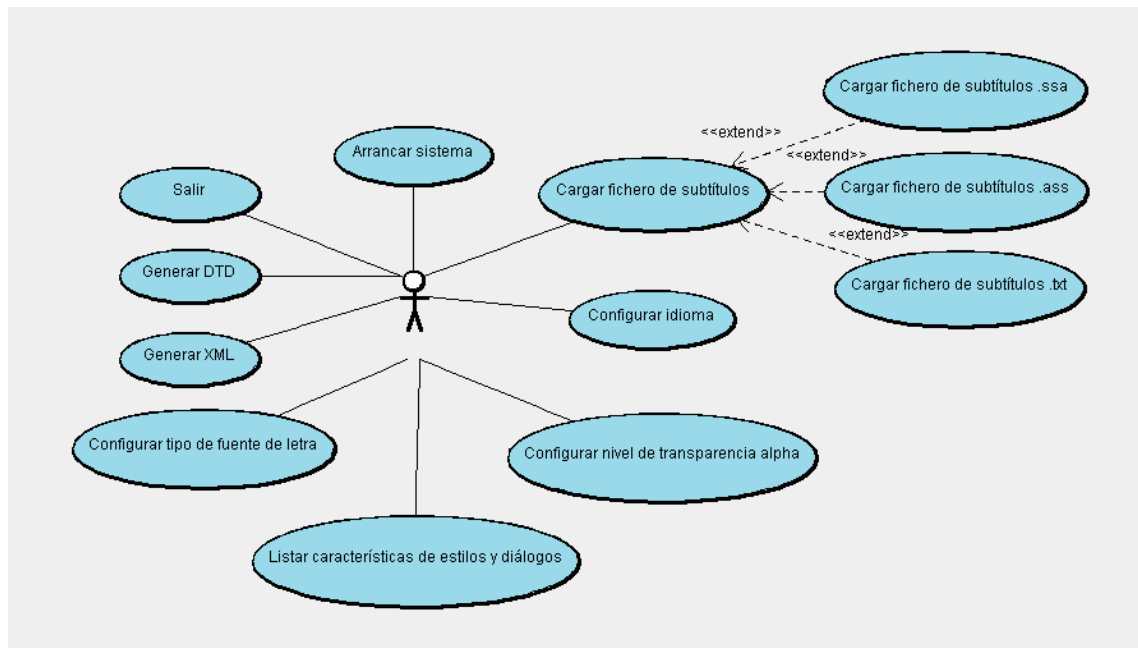 Cargar fichero de subtítulos .ssa
<<extend>>
Arrancar sistema
<<extend>>
Salir
Cargar fichero de subtítulos
Cargar fichero de subtítulos .ass
<<extend>>
Generar DTD
Cargar fichero de subtítulos .txt
Configurar idioma
Generar XML
Configurar tipo de fuente de letra
Configurar nivel de transparencia alpha
Listar características de estilos y diálogos